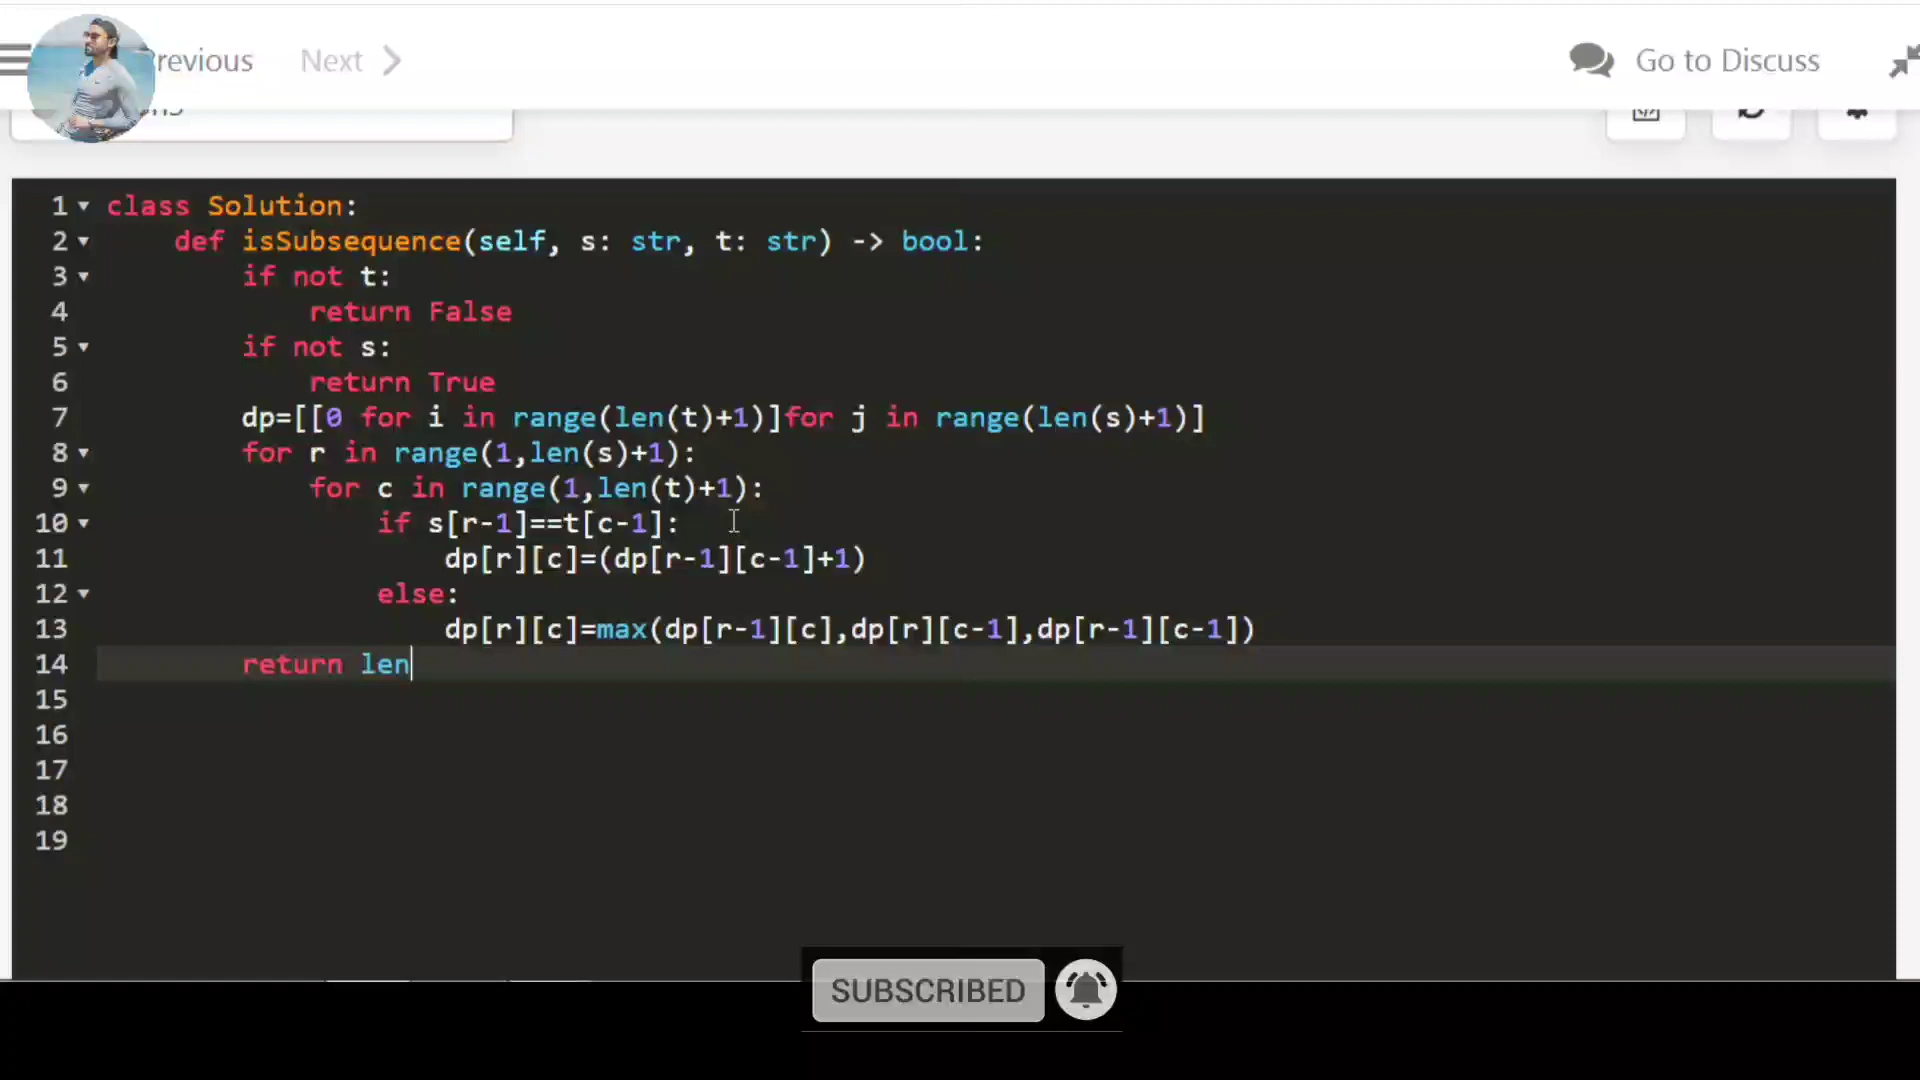 revious Next Go to Discuss
1 class Solution:
2 def isSubsequence(self, s: str, t: str) -> bool:
3 if not t:
4 return False
5 if not s:
6 return True
7 dp=[[0 for i in range(len(t)+1)]for j in range(len(s)+1)]
8 for r in range(1,len(s)+1):
9 for c in range(1,len(t)+1):
10 if s[r-1]==t[c-1]:
11 dp[r][c]=(dp[r-1][c-1]+1)
12 else:
13 dp[r][c]=max(dp[r-1][c],dp[r][c-1],dp[r-1][c-1])
14 return len
15
16
17
18
19
SUBSCRIBED